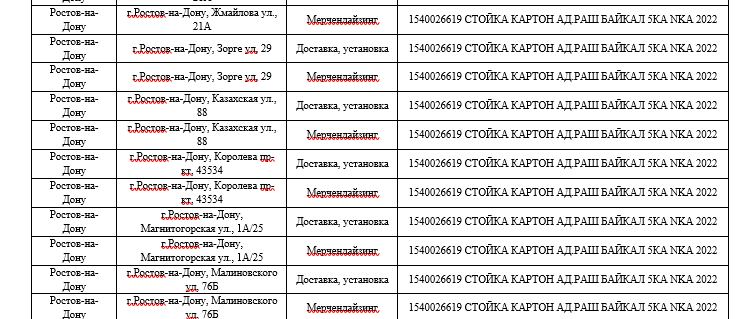 Дону
Ростов-на-
Дону
г.Ростов-на-Дону, Жмайлова ул.,
21А
Мерчендайзинг
1540026619 СТОЙКА КАРТОН АД.РАШ БАЙКАЛ 5КА NKA 2022
Ростов-на-
Дону
г.Ростов-на-Дону, Зорге ул, 29
Доставка, установка
1540026619 СТОЙКА КАРТОН АД.РАШ БАЙКАЛ 5КА NKA 2022
Ростов-на-
Дону
г.Ростов-на-Дону, Зорге ул, 29
Мерчендайзинг
1540026619 СТОЙКА КАРТОН АД.РАШ БАЙКАЛ 5КА NKA 2022
Ростов-на-
Дону
г.Ростов-на-Дону, Казахская ул.,
88
Доставка, установка
1540026619 СТОЙКА КАРТОН АД.РАШ БАЙКАЛ 5КА NKA 2022
Ростов-на-
Дону
г.Ростов-на-Дону, Казахская ул.,
88
Мерчендайзинг
1540026619 СТОЙКА КАРТОН АД.РАШ БАЙКАЛ 5КА NKA 2022
Ростов-на-
Дону
г.Ростов-на-Дону, Королева пр-
кт, 43534
Доставка, установка
1540026619 СТОЙКА КАРТОН АД.РАШ БАЙКАЛ 5КА NKA 2022
Ростов-на-
Дону
г.Ростов-на-Дону, Королева пр-
кт, 43534
Мерчендайзинг
1540026619 СТОЙКА КАРТОН АД.РАШ БАЙКАЛ 5КА NKA 2022
Ростов-на-
Дону
г.Ростов-на-Дону,
Магнитогорская ул., 1А/25
Доставка, установка
1540026619 СТОЙКА КАРТОН АД.РАШ БАЙКАЛ 5КА NKA 2022
Ростов-на-
Дону
г.Ростов-на-Дону,
Магнитогорская ул., 1А/25
Мерчендайзинг
1540026619 СТОЙКА КАРТОН АД.РАШ БАЙКАЛ 5КА NKA 2022
Ростов-на-
Дону
г.Ростов-на-Дону, Малиновского
ул, 76Б
Доставка, установка
1540026619 СТОЙКА КАРТОН АД.РАШ БАЙКАЛ 5КА NKA 2022
Ростов-на-
Дону
г.Ростов-на-Дону, Малиновского
ул, 76Б
Мерчендайзинг
1540026619 СТОЙКА КАРТОН АД.РАШ БАЙКАЛ 5КА NKA 2022